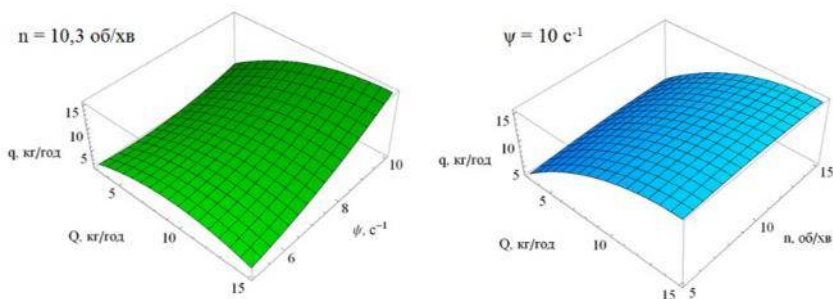 n = 10,3 об/хв
15
10
5
q, кг/год
5
10
15
Q, кг/год
6
8
10
ψ, с⁻¹
ψ = 10 с⁻¹
15
10
5
q, кг/год
5
10
15
Q, кг/год
5
10
15
n, об/хв